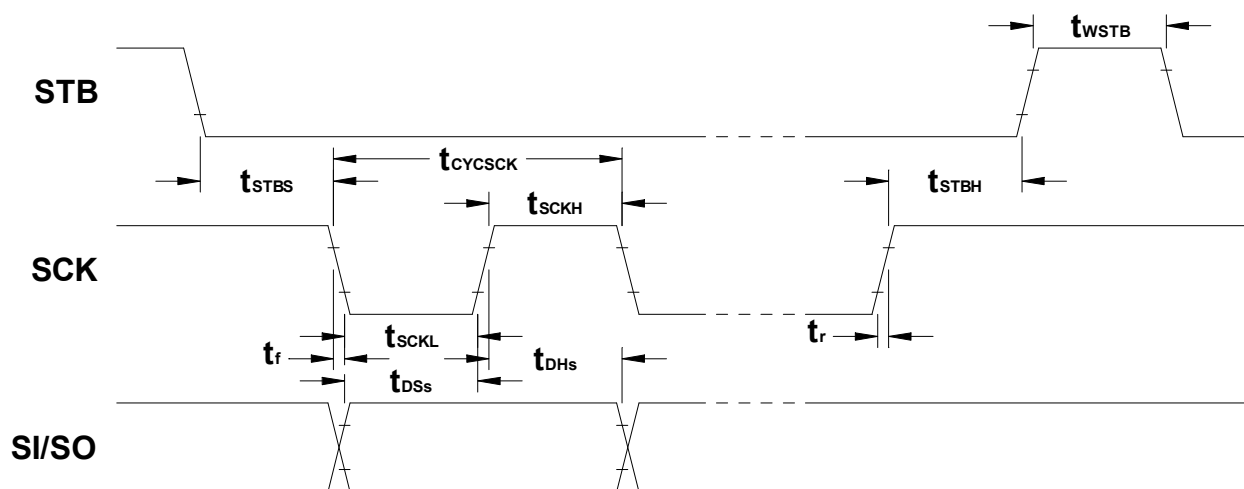 tWSTB
STB
tCYCSCK
tSTBS
tSTBH
tSCKH
SCK
tSCKL
tr
tf
tDHs
tDSs
SI/SO